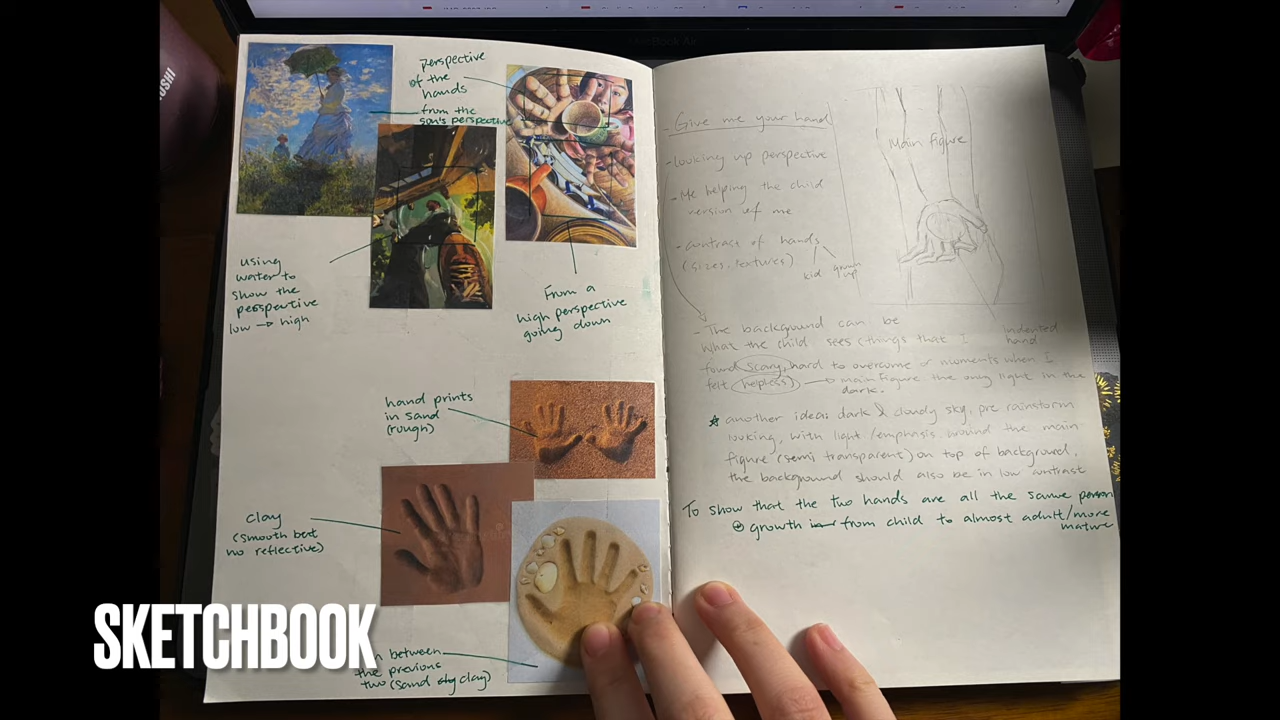 MacBook Air
perspective
of the
hands
from the
son's perspective
using
water to
show the
perspective
low → high
From a
high perspective
going down
hand prints
in sand
(rough)
clay
(smooth but
no reflective)
between
the previous
two (sand clay)
- Give me your hand
- looking up perspective
- Me helping the child
version of me
- contrast of hands
(sizes, textures)
kid
grown
up
Main figure
indented
hand
- The background can be
what the child sees (things that I
found scary, hard to overcome or moments when I
felt helpless) → main figure the only light in the
dark.
☆ another idea: dark & cloudy sky, pre rainstorm
looking, with light/emphasis around the main
figure (semi transparent) on top of background,
the background should also be in low contrast
To show that the two hands are all the same person
growth from child to almost adult/more
mature
SKETCHBOOK